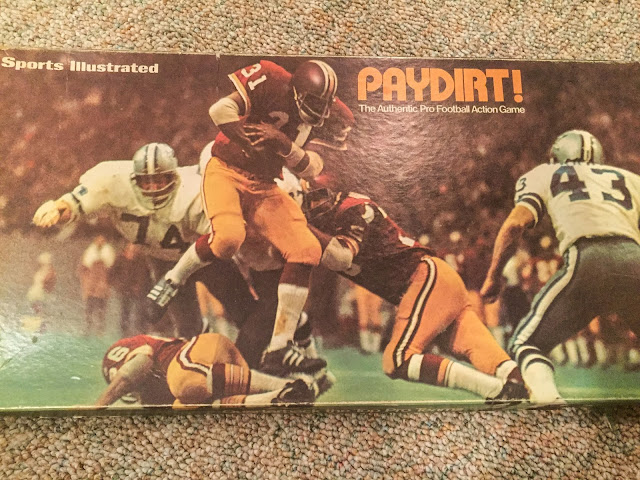 Sports Illustrated
PAYDIRT!
The Authentic Pro Football Action Game
31
74
43